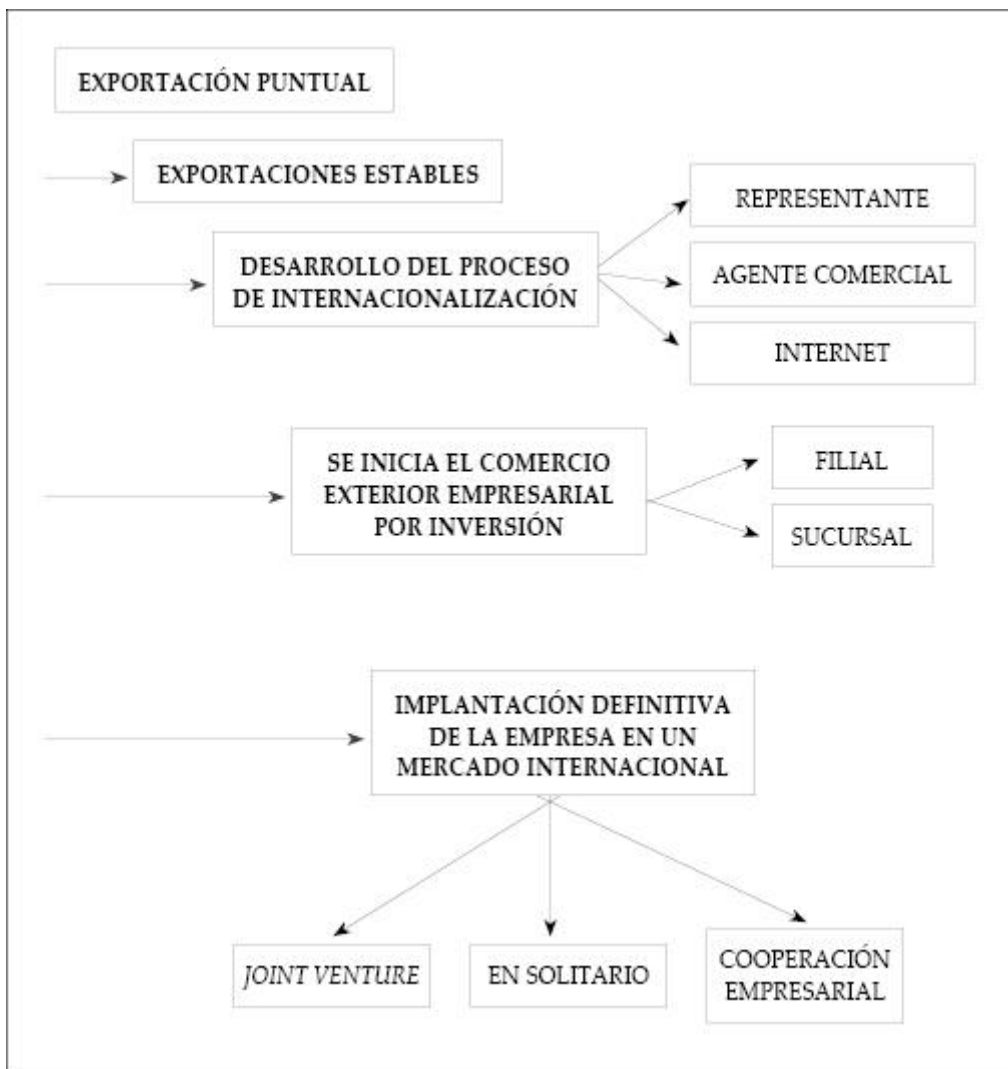 EXPORTACIÓN PUNTUAL
EXPORTACIONES ESTABLES
DESARROLLO DEL PROCESO
DE INTERNACIONALIZACIÓN
REPRESENTANTE
AGENTE COMERCIAL
INTERNET
SE INICIA EL COMERCIO
EXTERIOR EMPRESARIAL
POR INVERSIÓN
FILIAL
SUCURSAL
IMPLANTACIÓN DEFINITIVA
DE LA EMPRESA EN UN
MERCADO INTERNACIONAL
JOINT VENTURE
EN SOLITARIO
COOPERACIÓN
EMPRESARIAL